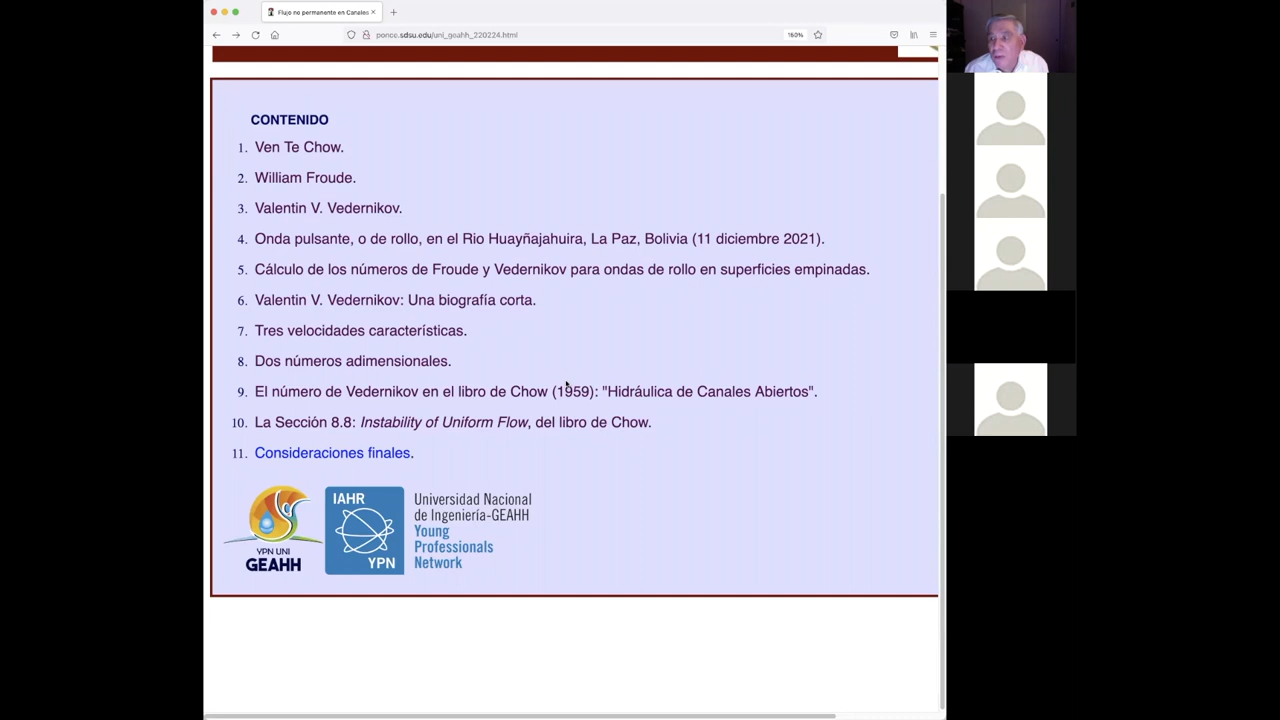 Flujo no permanente en Canales
ponce.sdsu.edu/uni_geahh_220224.html
160%
CONTENIDO
1. Ven Te Chow.
2. William Froude.
3. Valentin V. Vedernikov.
4. Onda pulsante, o de rollo, en el Rio Huayñajahuira, La Paz, Bolivia (11 diciembre 2021).
5. Cálculo de los números de Froude y Vedernikov para ondas de rollo en superficies empinadas.
6. Valentin V. Vedernikov: Una biografía corta.
7. Tres velocidades características.
8. Dos números adimensionales.
9. El número de Vedernikov en el libro de Chow (1959): "Hidráulica de Canales Abiertos".
10. La Sección 8.8: Instability of Uniform Flow, del libro de Chow.
11. Consideraciones finales.
YPN UNI
GEAHH
IAHR
YPN
Universidad Nacional
de Ingeniería-GEAHH
Young
Professionals
Network